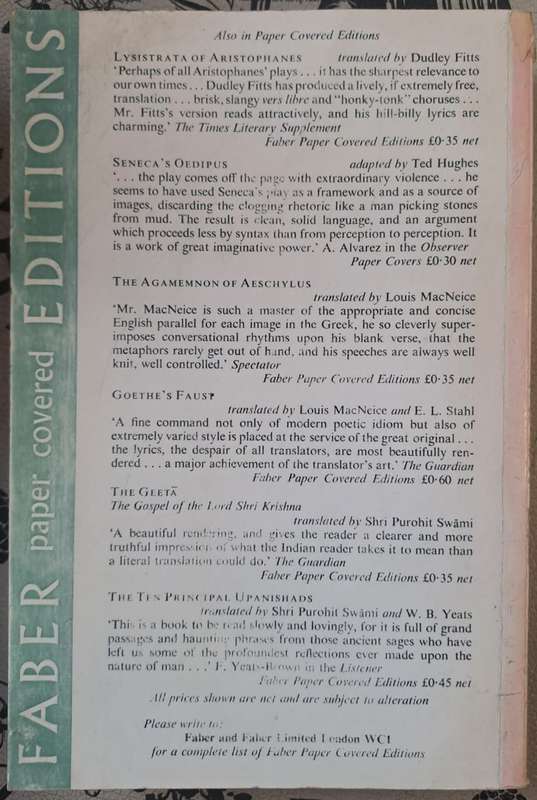 FABER paper covered EDITIONS
Also in Paper Covered Editions
LYSISTRATA OF ARISTOPHANES translated by Dudley Fitts
'Perhaps of all Aristophanes' plays . . . it has the sharpest relevance to
our own times . . . Dudley Fitts has produced a lively, if extremely free,
translation . . . brisk, slangy vers libre and "honky-tonk" choruses . . .
Mr. Fitts's version reads attractively, and his hill-billy lyrics are
charming.' The Times Literary Supplement
Faber Paper Covered Editions £0·35 net
SENECA'S OEDIPUS adapted by Ted Hughes
'. . . the play comes off the page with extraordinary violence . . . he
seems to have used Seneca's play as a framework and as a source of
images, discarding the clogging rhetoric like a man picking stones
from mud. The result is clean, solid language, and an argument
which proceeds less by syntax than from perception to perception. It
is a work of great imaginative power.' A. Alvarez in the Observer
Paper Covers £0·30 net
THE AGAMEMNON OF AESCHYLUS
translated by Louis MacNeice
'Mr. MacNeice is such a master of the appropriate and concise
English parallel for each image in the Greek, he so cleverly super-
imposes conversational rhythms upon his blank verse, that the
metaphors rarely get out of hand, and his speeches are always well
knit, well controlled.' Spectator
Faber Paper Covered Editions £0·35 net
GOETHE'S FAUST
translated by Louis MacNeice and E. L. Stahl
'A fine command not only of modern poetic idiom but also of
extremely varied style is placed at the service of the great original . . .
the lyrics, the despair of all translators, are most beautifully ren-
dered . . . a major achievement of the translator's art.' The Guardian
Faber Paper Covered Editions £0·60 net
THE GEETĀ
The Gospel of the Lord Shri Krishna
translated by Shri Purohit Swāmi
'A beautiful rendering, and gives the reader a clearer and more
truthful impression of what the Indian reader takes it to mean than
a literal translation could do.' The Guardian
Faber Paper Covered Editions £0·35 net
THE TEN PRINCIPAL UPANISHADS
translated by Shri Purohit Swāmi and W. B. Yeats
'This is a book to be read slowly and lovingly, for it is full of grand
passages and haunting phrases from those ancient sages who have
left us some of the profoundest reflections ever made upon the
nature of man . . .' F. Yeats-Brown in the Listener
Faber Paper Covered Editions £0·45 net
All prices shown are net and are subject to alteration
Please write to:
Faber and Faber Limited London WC1
for a complete list of Faber Paper Covered Editions